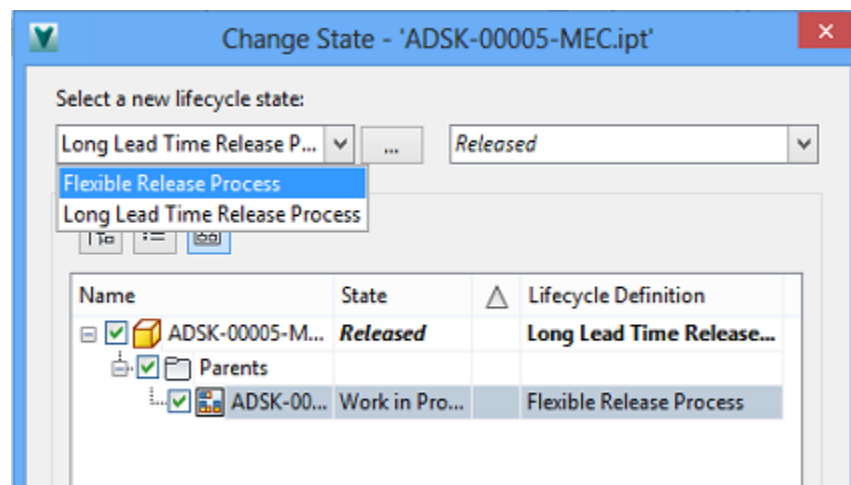 Change State - 'ADSK-00005-MEC.ipt'
Select a new lifecycle state:
Long Lead Time Release P... ... Released
Flexible Release Process
Long Lead Time Release Process
Name State Lifecycle Definition
ADSK-00005-M... Released Long Lead Time Release...
Parents
ADSK-00... Work in Pro... Flexible Release Process